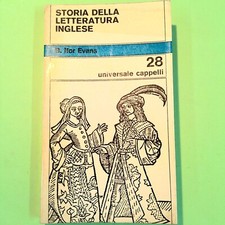 STORIA DELLA
LETTERATURA
INGLESE
B. Ifor Evans
28
universale cappelli